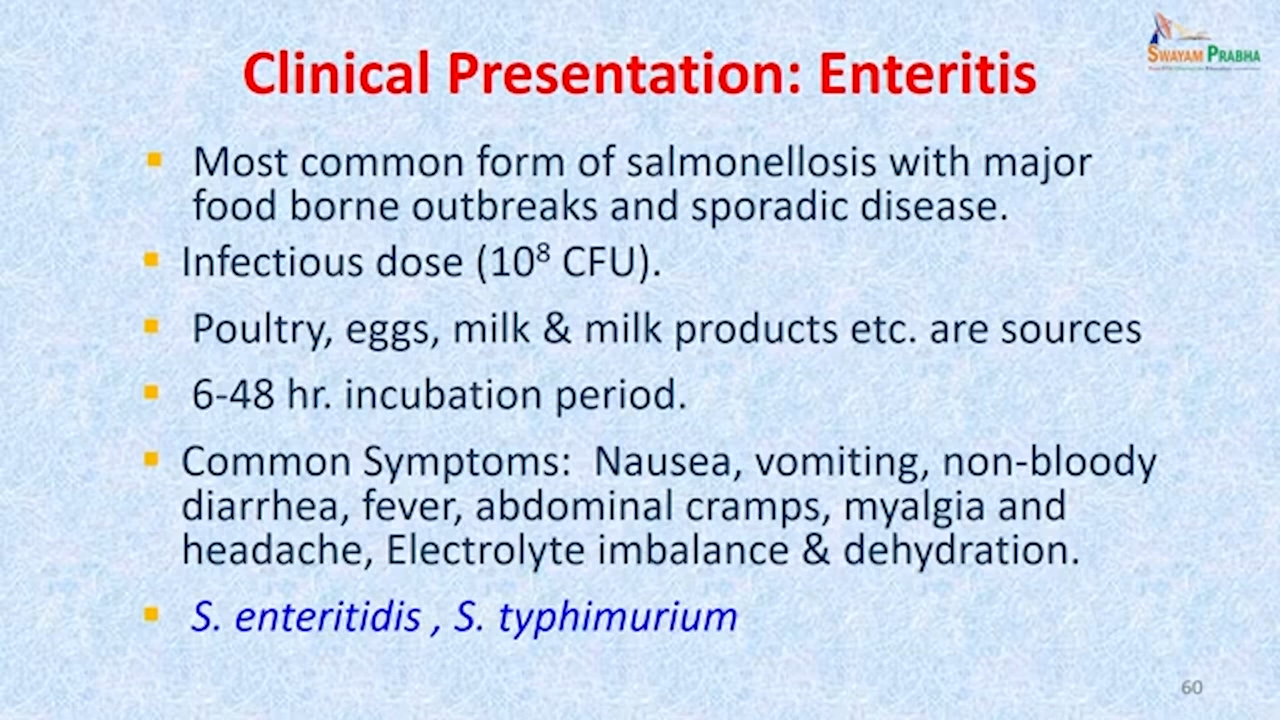 SWAYAM PRABHA
Clinical Presentation: Enteritis
▪ Most common form of salmonellosis with major
food borne outbreaks and sporadic disease.
▪ Infectious dose (10⁸ CFU).
▪ Poultry, eggs, milk & milk products etc. are sources
▪ 6-48 hr. incubation period.
▪ Common Symptoms: Nausea, vomiting, non-bloody
diarrhea, fever, abdominal cramps, myalgia and
headache, Electrolyte imbalance & dehydration.
▪ S. enteritidis , S. typhimurium
60